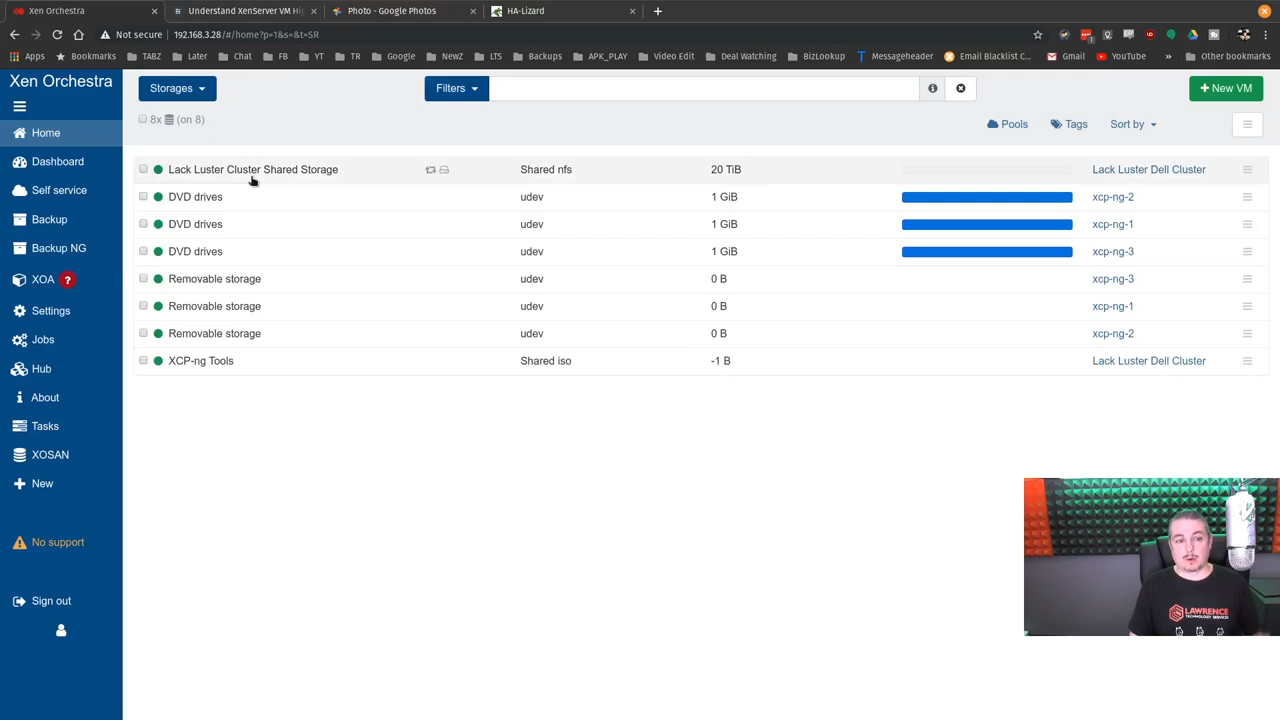 Xen Orchestra
Understand XenServer VM Hi
Photo - Google Photos
HA-Lizard
Not secure 192.168.3.28/#/home?p=1&s=&t=SR
Apps Bookmarks TABZ Later Chat FB YT TR Google NewZ LTS Backups APK_PLAY Video Edit Deal Watching BizLookup Messageheader Email Blacklist C... Gmail YouTube Other bookmarks
Xen Orchestra
Home
Dashboard
Self service
Backup
Backup NG
XOA ?
Settings
Jobs
Hub
About
Tasks
XOSAN
New
No support
Sign out
Storages
Filters
New VM
8x (on 8)
Pools Tags Sort by
Lack Luster Cluster Shared Storage Shared nfs 20 TiB Lack Luster Dell Cluster
DVD drives udev 1 GiB xcp-ng-2
DVD drives udev 1 GiB xcp-ng-1
DVD drives udev 1 GiB xcp-ng-3
Removable storage udev 0 B xcp-ng-3
Removable storage udev 0 B xcp-ng-1
Removable storage udev 0 B xcp-ng-2
XCP-ng Tools Shared iso -1 B Lack Luster Dell Cluster
LAWRENCE
TECHNOLOGY SERVICES